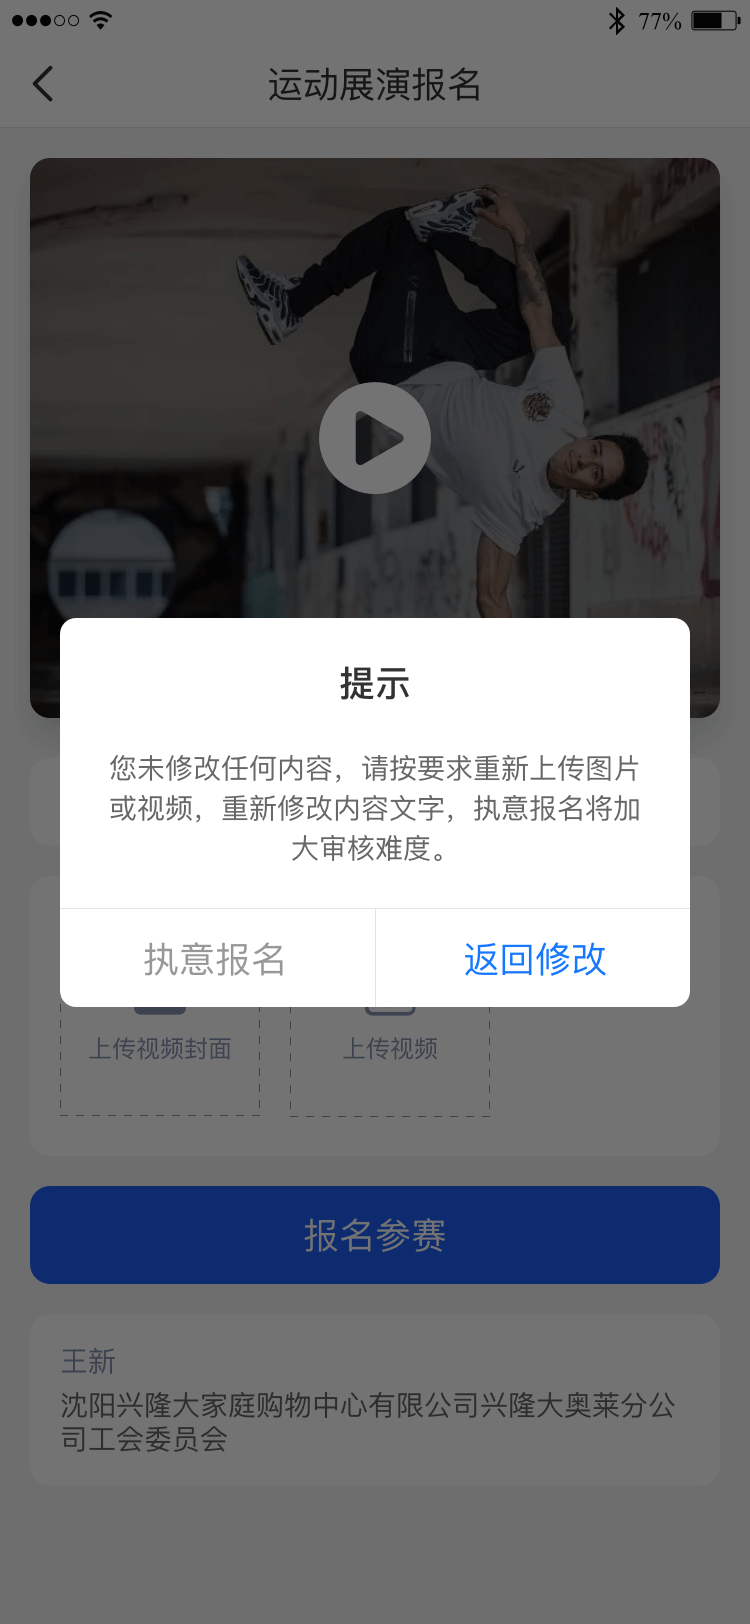 77%
运动展演报名
提示
您未修改任何内容，请按要求重新上传图片
或视频，重新修改内容文字，执意报名将加
大审核难度。
执意报名
返回修改
上传视频封面
上传视频
报名参赛
王新
沈阳兴隆大家庭购物中心有限公司兴隆大奥莱分公
司工会委员会